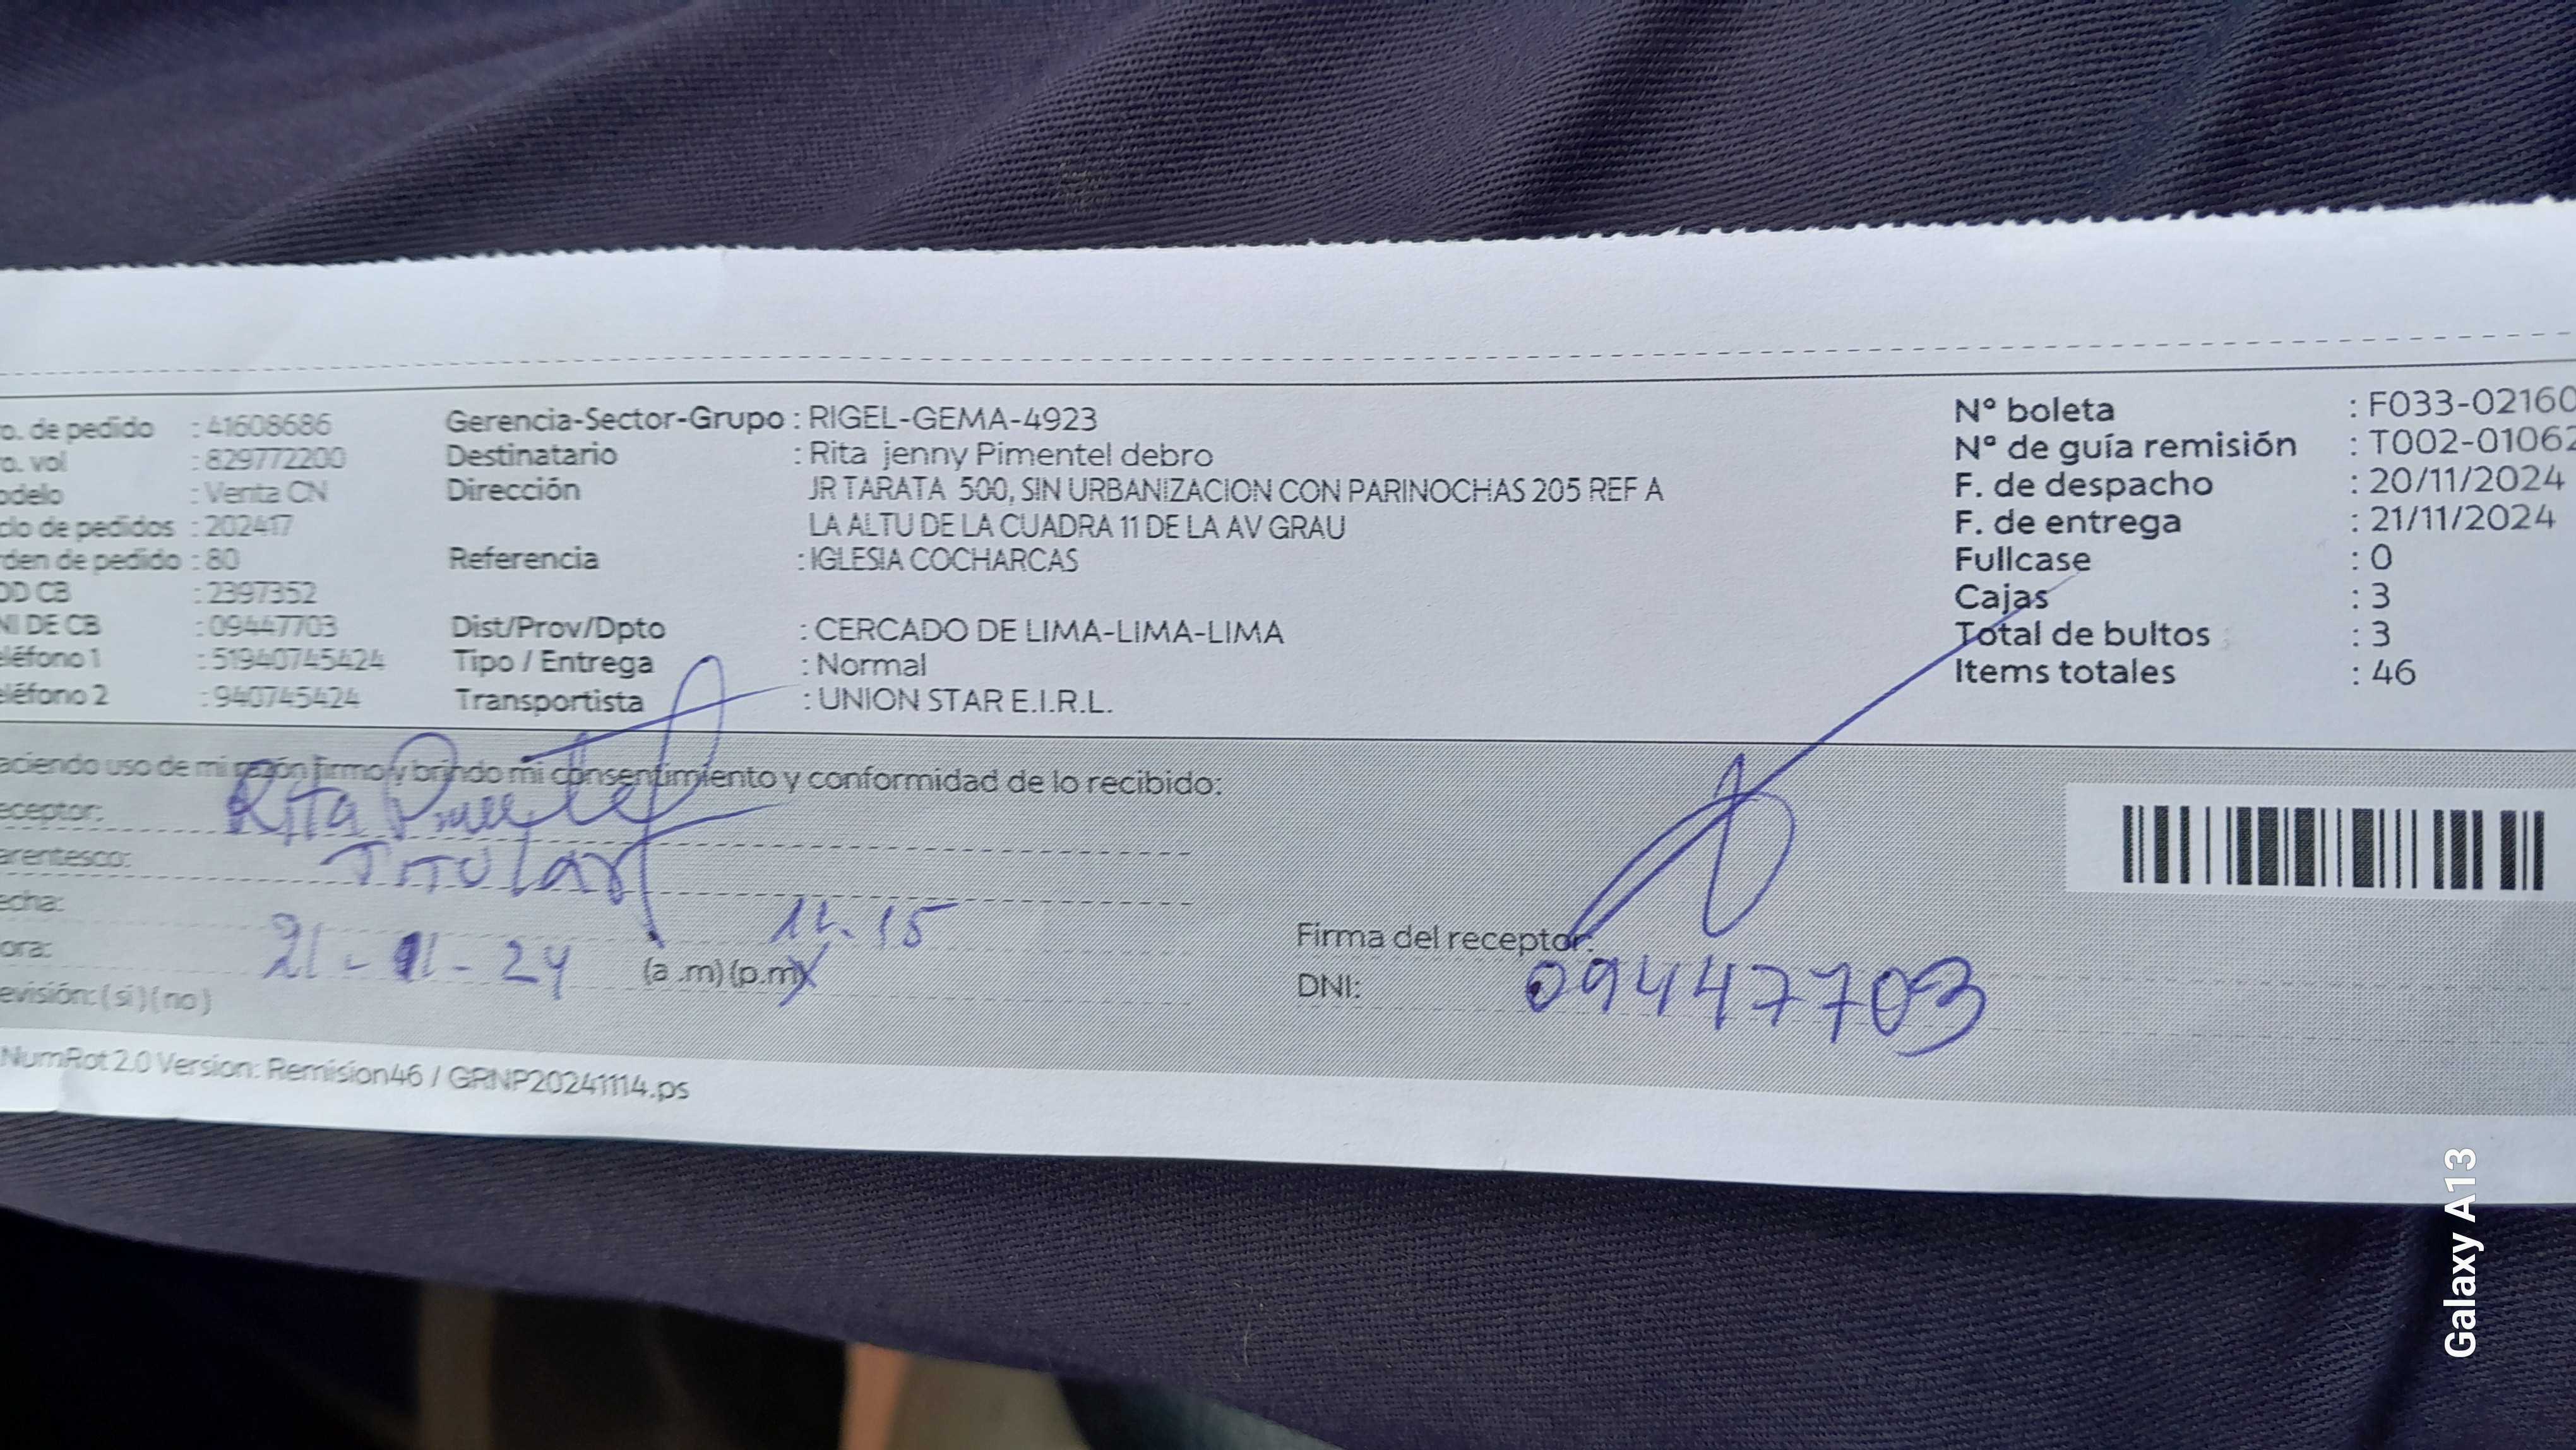 o. de pedido : 41608686 Gerencia-Sector-Grupo : RIGEL-GEMA-4923 N° boleta : F033-02160
o. vol : 829772200 Destinatario : Rita jenny Pimentel debro N° de guía remisión : T002-01062
odelo : Venta CN Dirección JR TARATA 500, SIN URBANIZACION CON PARINOCHAS 205 REF A F. de despacho : 20/11/2024
clo de pedidos : 202417 LA ALTU DE LA CUADRA 11 DE LA AV GRAU F. de entrega : 21/11/2024
den de pedido : 80 Referencia : IGLESIA COCHARCAS Fullcase : 0
OD CB : 2397352 Cajas : 3
NI DE CB : 09447703 Dist/Prov/Dpto : CERCADO DE LIMA-LIMA-LIMA Total de bultos : 3
eléfono 1 : 51940745424 Tipo / Entrega : Normal Items totales : 46
eléfono 2 : 940745424 Transportista : UNION STAR E.I.R.L.
aciendo uso de mi razón firmo y brindo mi consentimiento y conformidad de lo recibido:
eceptor: Rita Pimentel
arentesco: Titular
echa: 21-11-24
ora: 15 (a .m) (p.m)
evisión: (si) (no)
Firma del receptor:
DNI: 09447703
NumRot 2.0 Version: Remision46 / GRNP20241114.ps
Galaxy A13